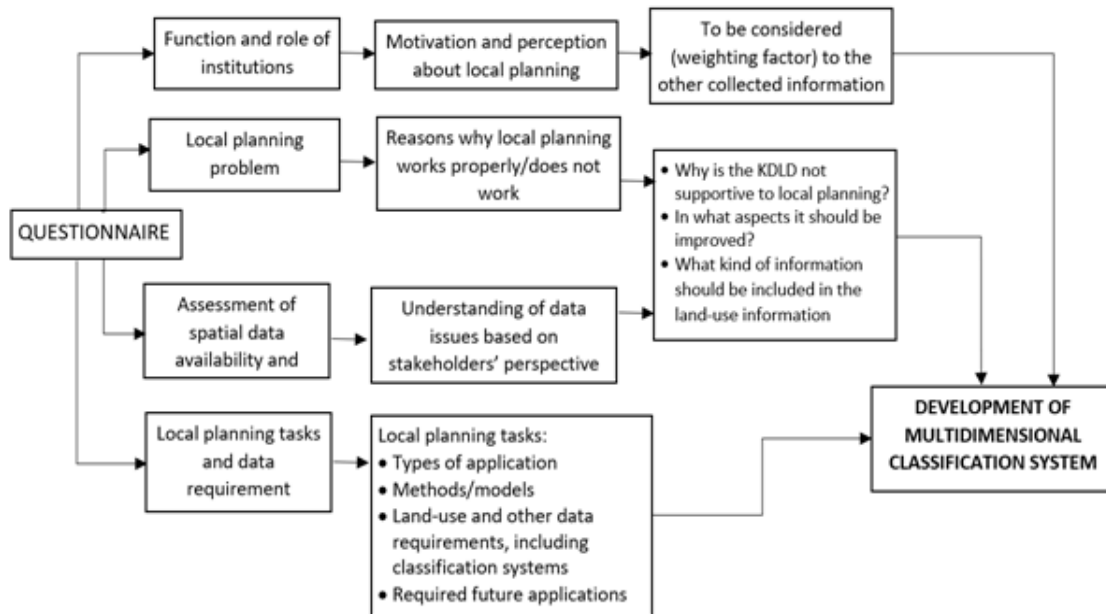 Function and role of
institutions
Motivation and perception
about local planning
To be considered
(weighting factor) to the
other collected information
Local planning
problem
Reasons why local planning
works properly/does not
work
• Why is the KDLD not
supportive to local planning?
• In what aspects it should be
improved?
• What kind of information
should be included in the
land-use information
QUESTIONNAIRE
Assessment of
spatial data
availability and
Understanding of data
issues based on
stakeholders’ perspective
Local planning tasks
and data
requirement
Local planning tasks:
• Types of application
• Methods/models
• Land-use and other data
requirements, including
classification systems
• Required future applications
DEVELOPMENT OF
MULTIDIMENSIONAL
CLASSIFICATION SYSTEM